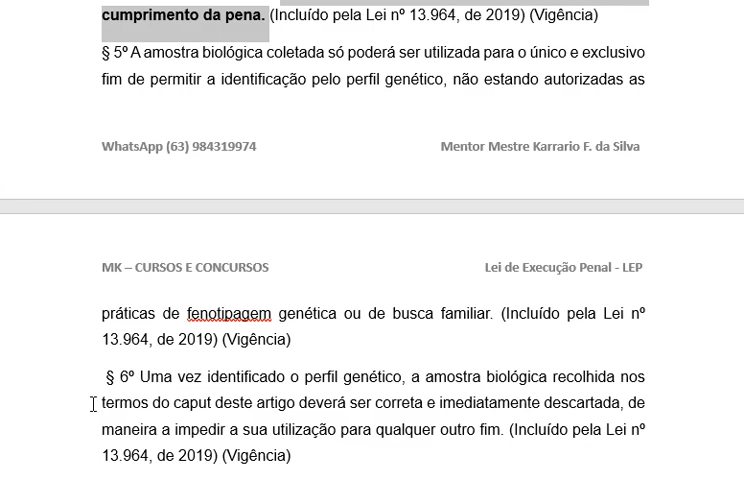 cumprimento da pena. (Incluído pela Lei nº 13.964, de 2019) (Vigência)
§ 5º A amostra biológica coletada só poderá ser utilizada para o único e exclusivo
fim de permitir a identificação pelo perfil genético, não estando autorizadas as
WhatsApp (63) 984319974 Mentor Mestre Karrario F. da Silva
MK – CURSOS E CONCURSOS Lei de Execução Penal - LEP
práticas de fenotipagem genética ou de busca familiar. (Incluído pela Lei nº
13.964, de 2019) (Vigência)
§ 6º Uma vez identificado o perfil genético, a amostra biológica recolhida nos
termos do caput deste artigo deverá ser correta e imediatamente descartada, de
maneira a impedir a sua utilização para qualquer outro fim. (Incluído pela Lei nº
13.964, de 2019) (Vigência)